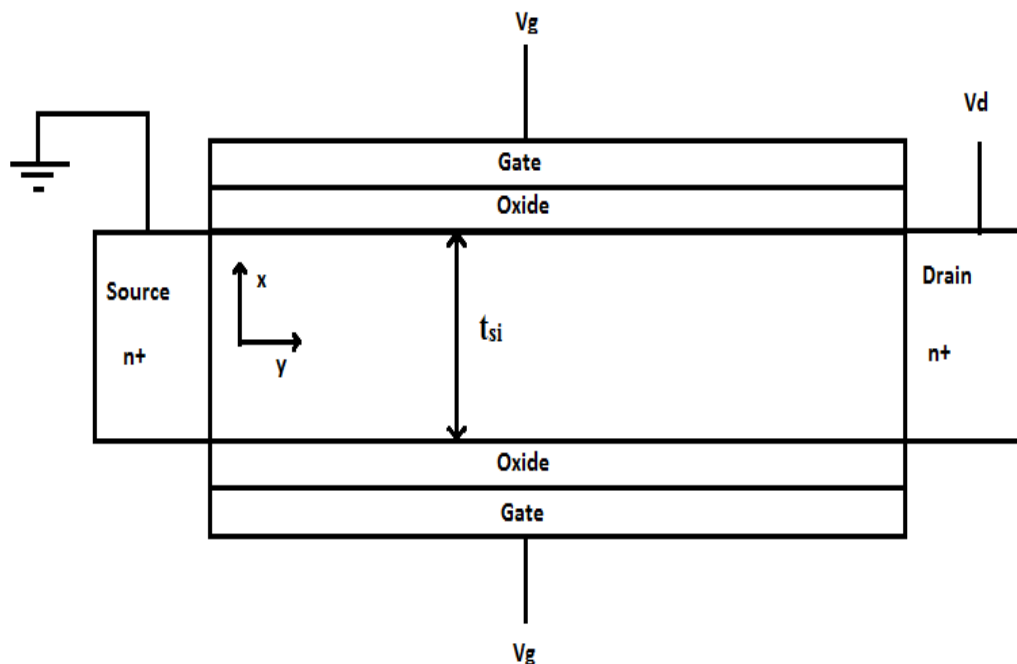 Vg
Vd
Gate
Oxide
Source
x
Drain
tsi
n+
y
n+
Oxide
Gate
Vg